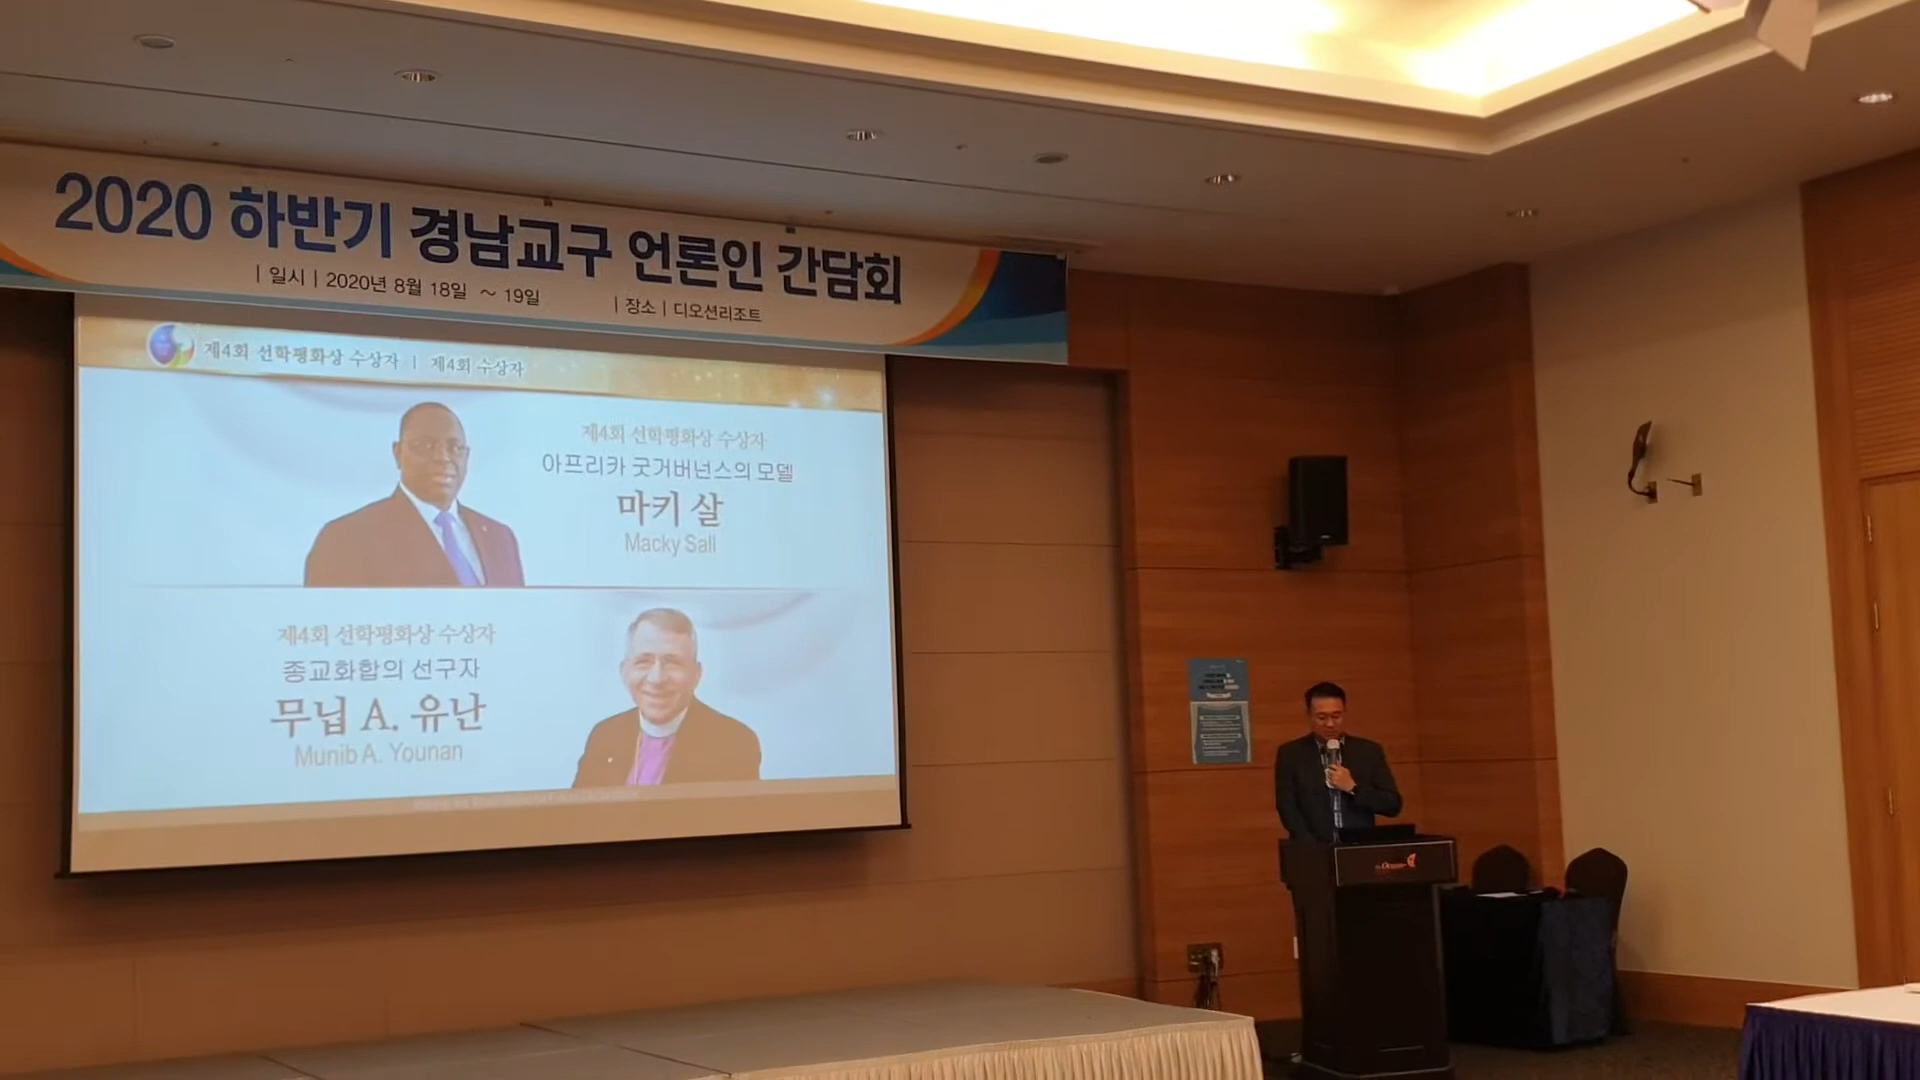 2020 하반기 경남교구 언론인 간담회
| 일시 | 2020년 8월 18일 ~ 19일 | 장소 | 디오션리조트
제4회 선학평화상 수상자 | 제4회 수상자
제4회 선학평화상 수상자
아프리카 굿거버넌스의 모델
마키 살
Macky Sall
제4회 선학평화상 수상자
종교화합의 선구자
무닙 A. 유난
Munib A. Younan
Ocean